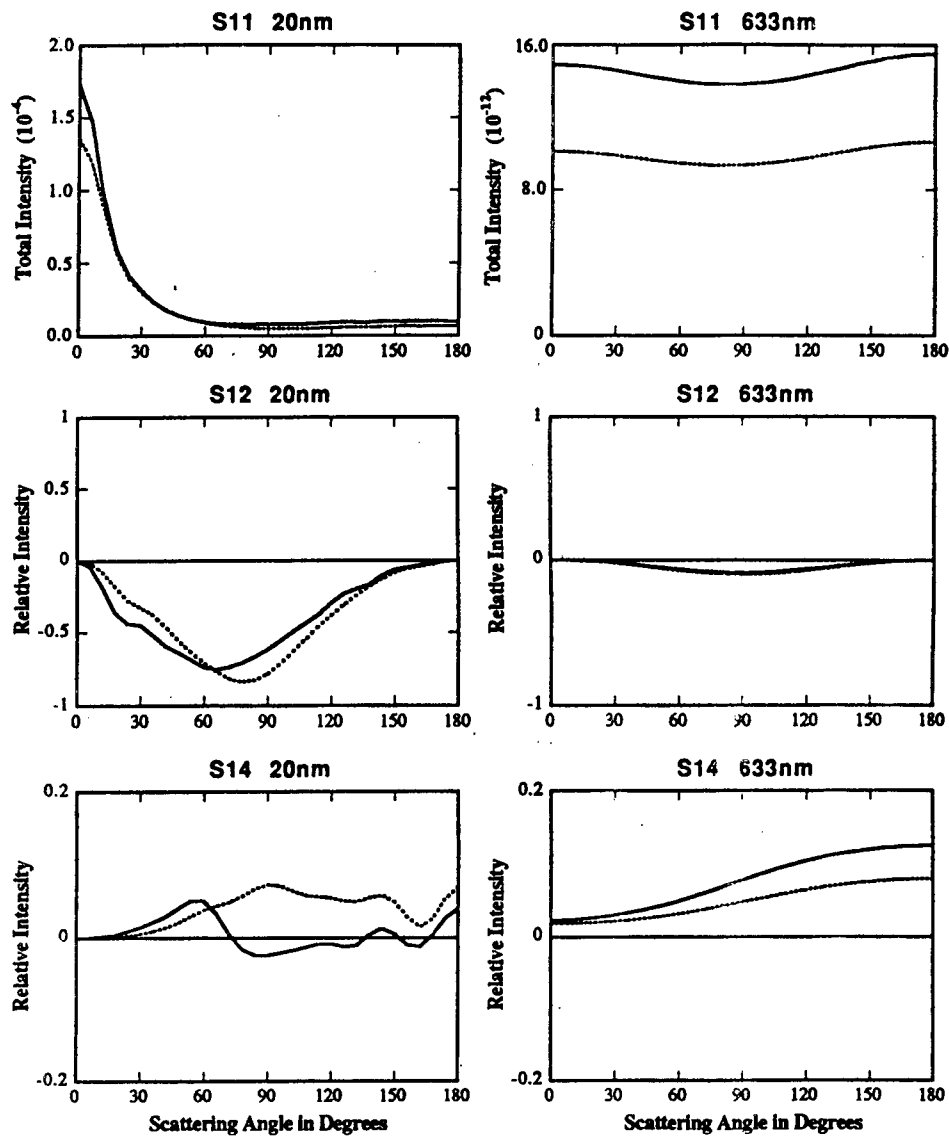 S11 20nm
Total Intensity (10⁻⁴)
2.0
1.5
1.0
0.5
0.0
0 30 60 90 120 150 180
S11 633nm
Total Intensity (10⁻¹²)
16.0
8.0
0
0 30 60 90 120 150 180
S12 20nm
Relative Intensity
1
0.5
0
-0.5
-1
0 30 60 90 120 150 180
S12 633nm
Relative Intensity
1
0
-1
0 30 60 90 120 150 180
S14 20nm
Relative Intensity
0.2
0
-0.2
0 30 60 90 120 150 180
Scattering Angle in Degrees
S14 633nm
Relative Intensity
0.2
0
-0.2
0 30 60 90 120 150 180
Scattering Angle in Degrees